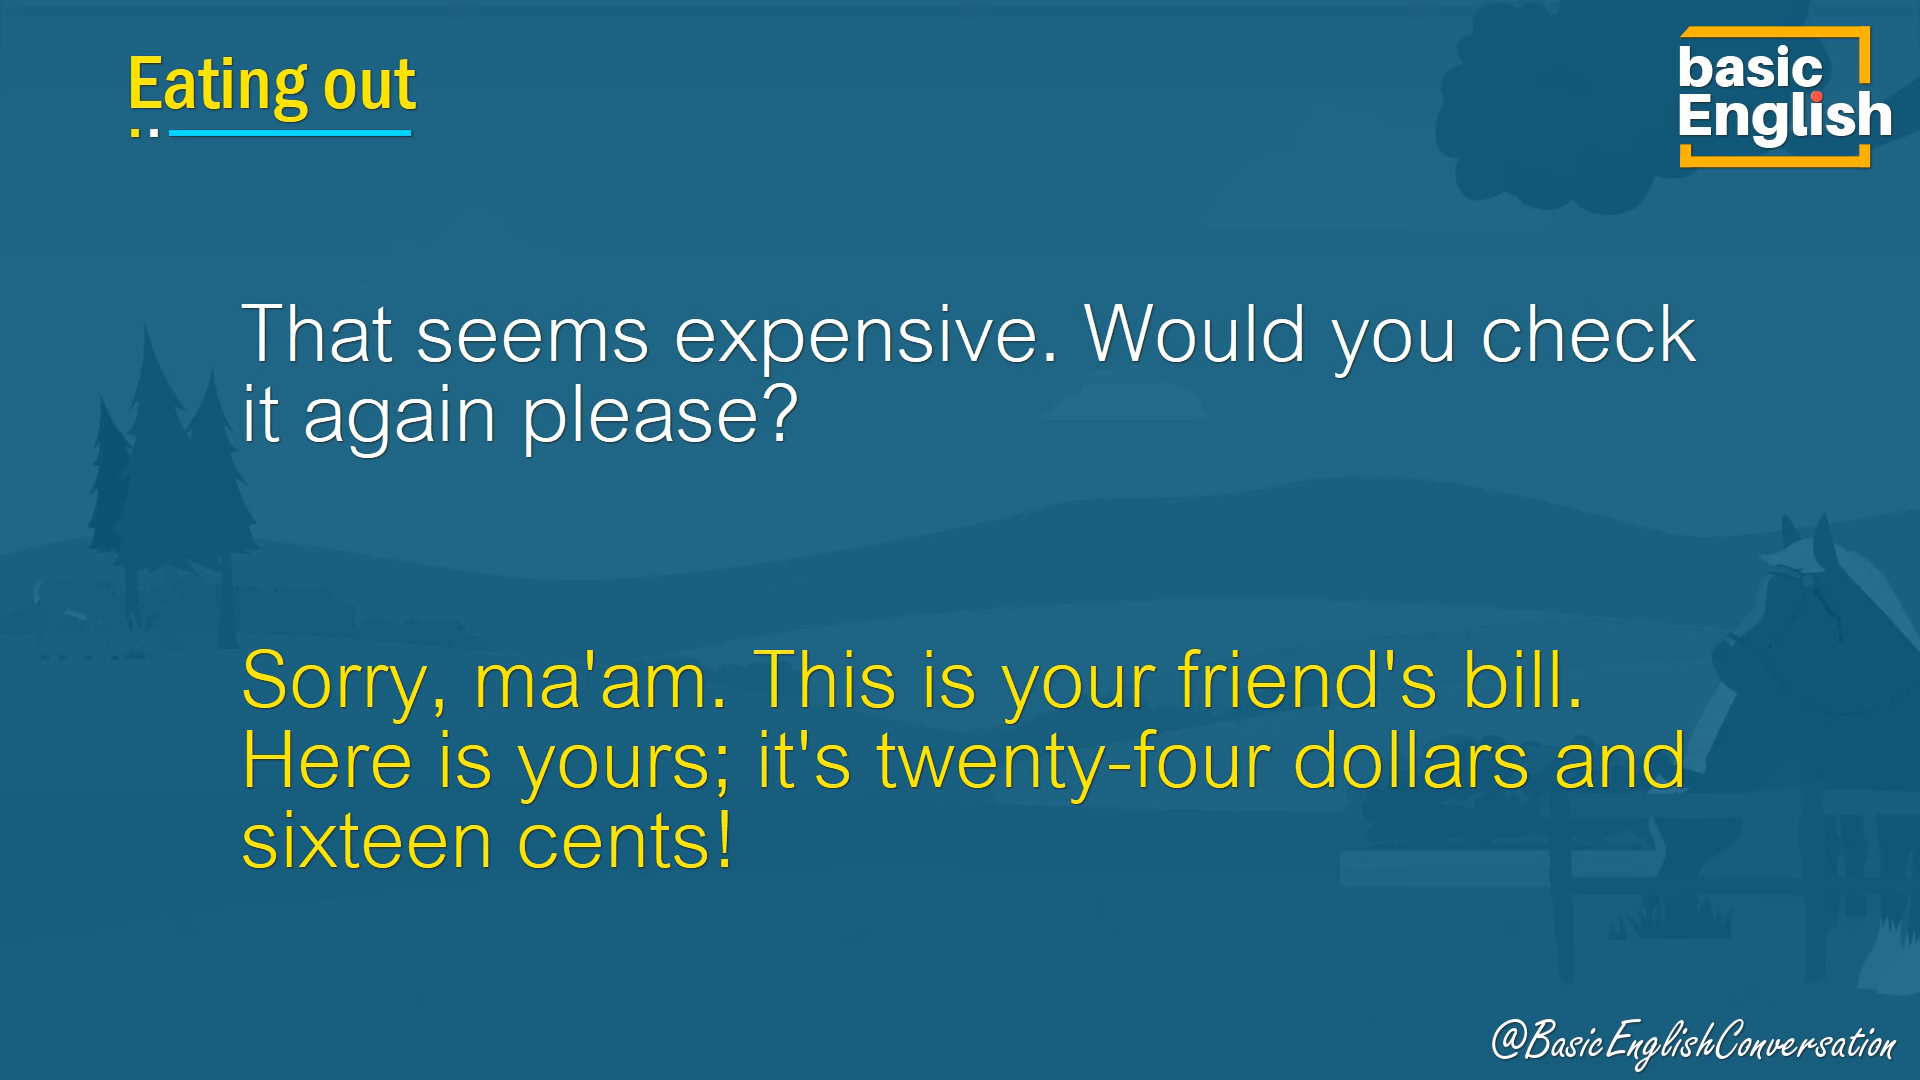 Eating out
basic
English
That seems expensive. Would you check
it again please?
Sorry, ma'am. This is your friend's bill.
Here is yours; it's twenty-four dollars and
sixteen cents!
@BasicEnglishConversation